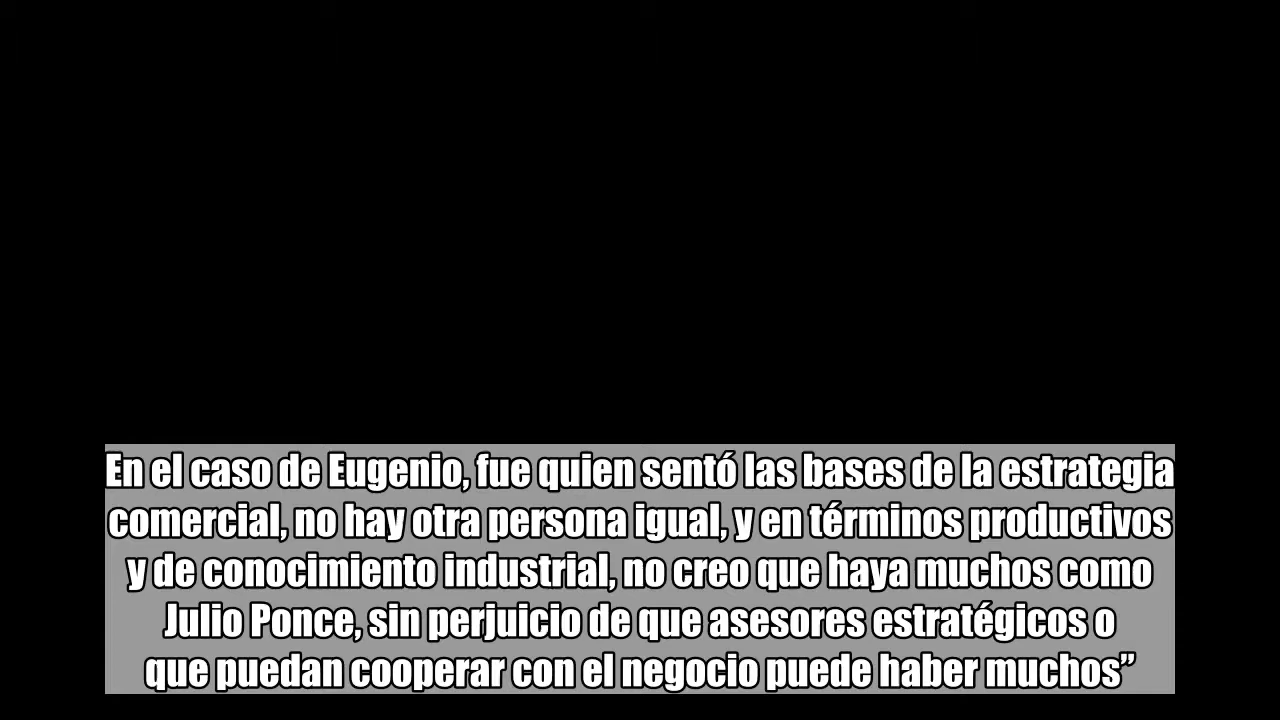 En el caso de Eugenio, fue quien sentó las bases de la estrategia
comercial, no hay otra persona igual, y en términos productivos
y de conocimiento industrial, no creo que haya muchos como
Julio Ponce, sin perjuicio de que asesores estratégicos o
que puedan cooperar con el negocio puede haber muchos”